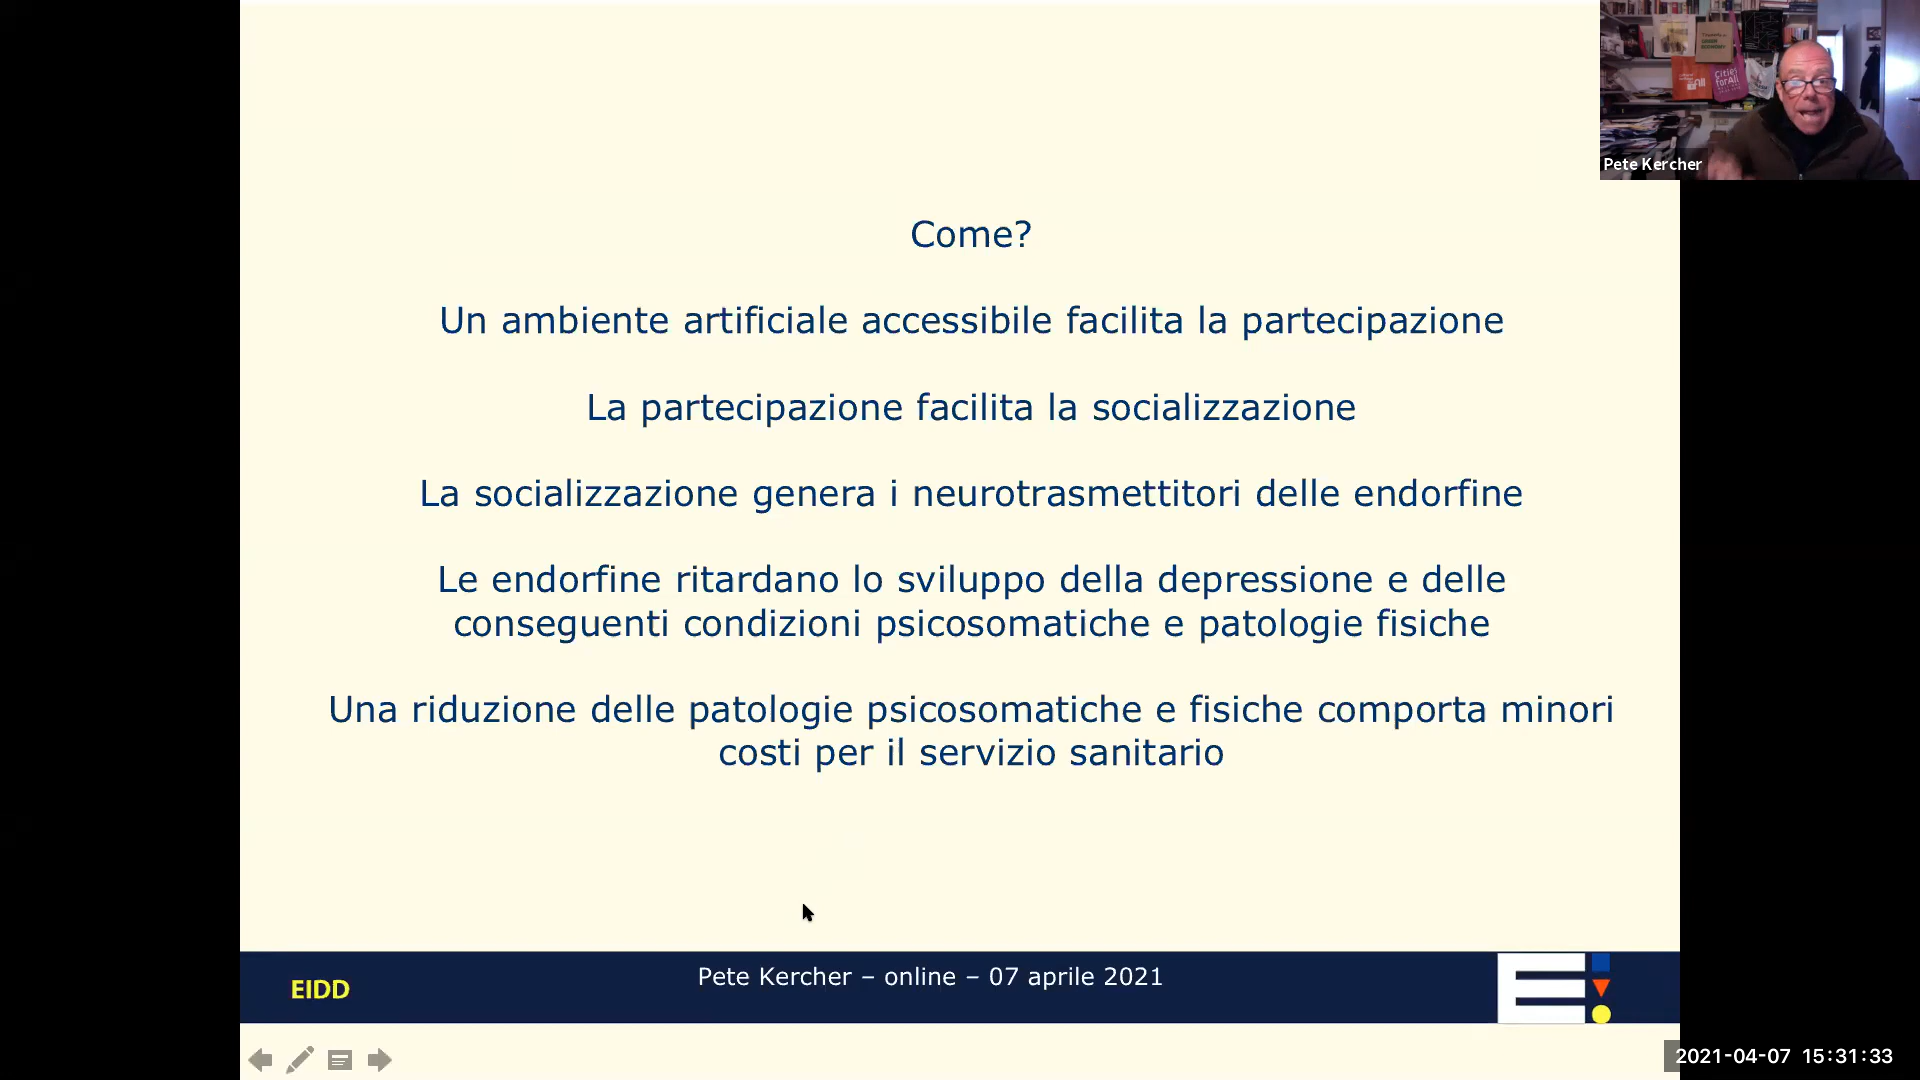 Come?
Un ambiente artificiale accessibile facilita la partecipazione
La partecipazione facilita la socializzazione
La socializzazione genera i neurotrasmettitori delle endorfine
Le endorfine ritardano lo sviluppo della depressione e delle
conseguenti condizioni psicosomatiche e patologie fisiche
Una riduzione delle patologie psicosomatiche e fisiche comporta minori
costi per il servizio sanitario
EIDD
Pete Kercher – online – 07 aprile 2021
Pete Kercher
Cities
forAll
2021-04-07 15:31:33